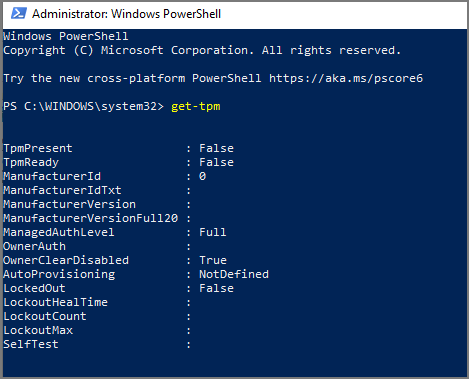 Administrator: Windows PowerShell
Windows PowerShell
Copyright (C) Microsoft Corporation. All rights reserved.
Try the new cross-platform PowerShell https://aka.ms/pscore6
PS C:\WINDOWS\system32> get-tpm
TpmPresent : False
TpmReady : False
ManufacturerId : 0
ManufacturerIdTxt :
ManufacturerVersion :
ManufacturerVersionFull20 :
ManagedAuthLevel : Full
OwnerAuth :
OwnerClearDisabled : True
AutoProvisioning : NotDefined
LockedOut : False
LockoutHealTime :
LockoutCount :
LockoutMax :
SelfTest :